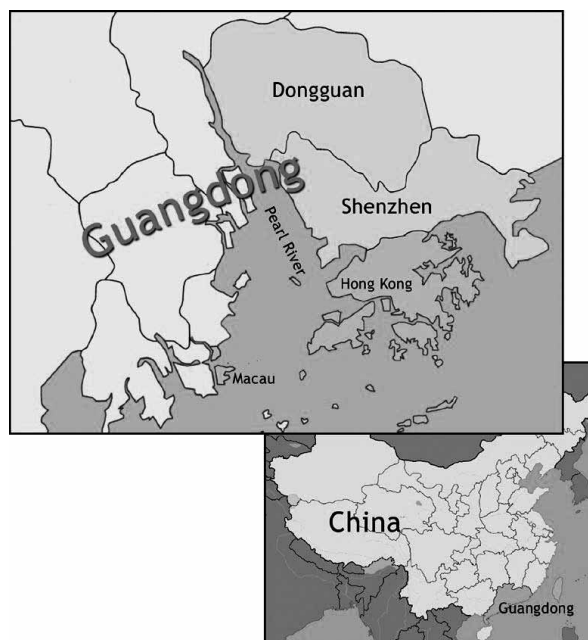 Dongguan
Guangdong
Shenzhen
Pearl River
Hong Kong
Macau
China
Guangdong